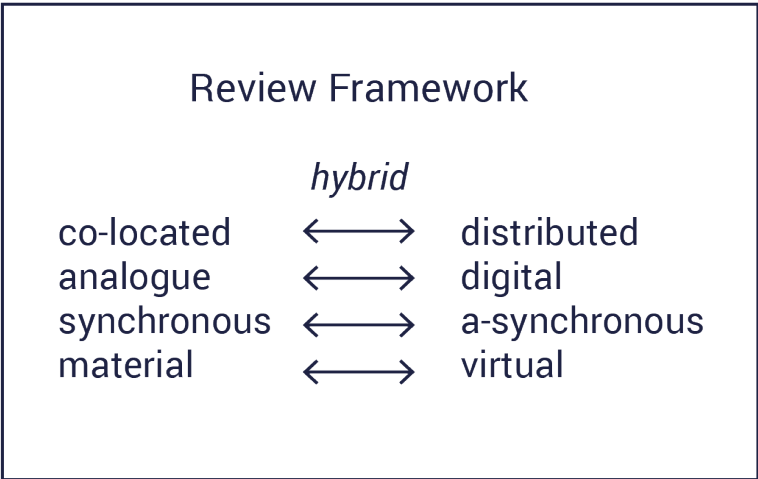 Review Framework
hybrid
co-located ⟷ distributed
analogue ⟷ digital
synchronous ⟷ a-synchronous
material ⟷ virtual